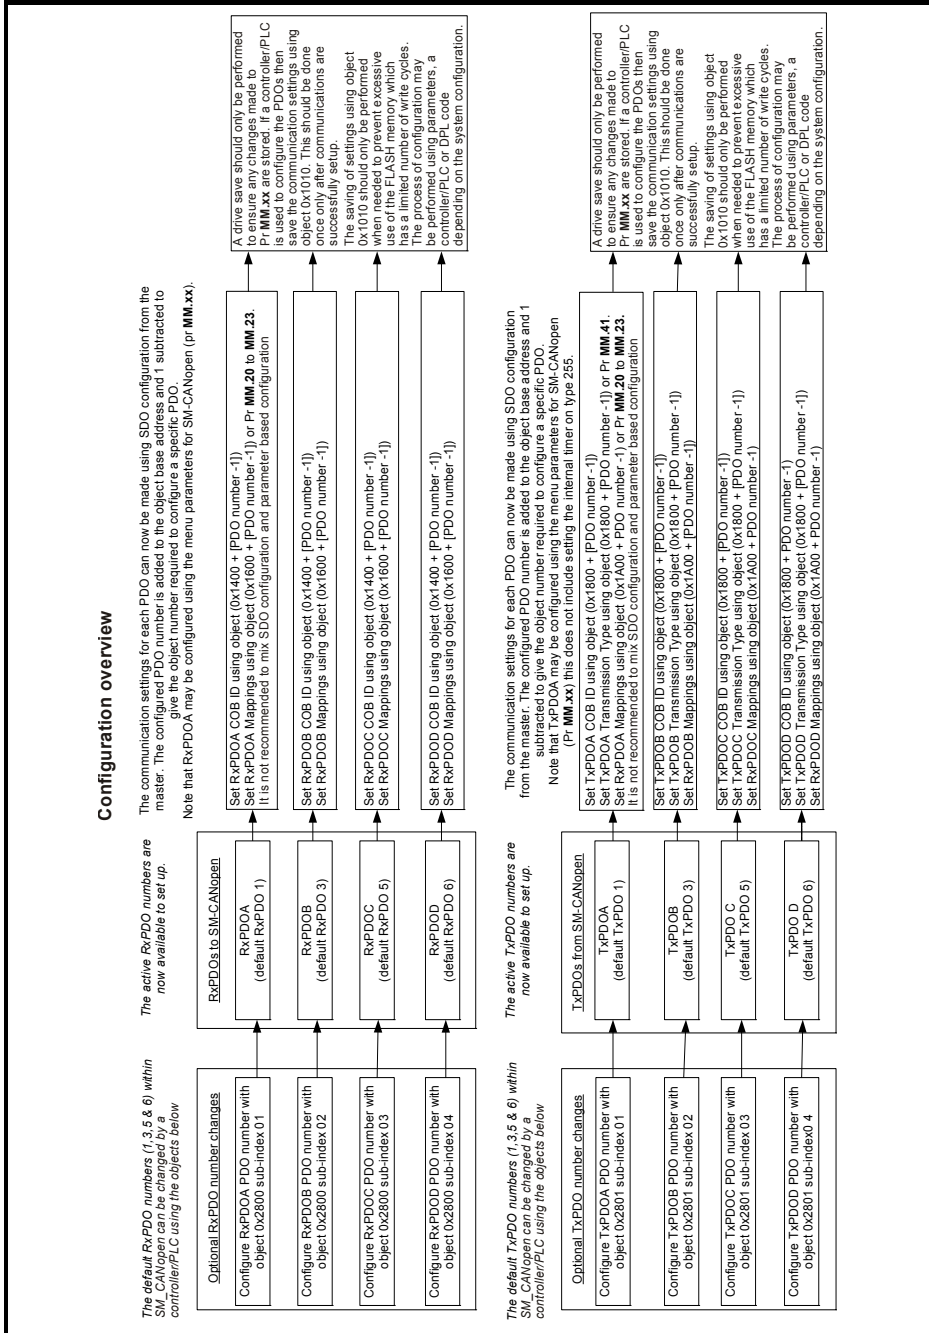 Configuration overview
The default RxPDO numbers (1,3,5 & 6) within
SM_CANopen can be changed by a
controller/PLC using the objects below
Optional RxPDO number changes
Configure RxPDOA PDO number with
object 0x2800 sub-index 01
Configure RxPDOB PDO number with
object 0x2800 sub-index 02
Configure RxPDOC PDO number with
object 0x2800 sub-index 03
Configure RxPDOD PDO number with
object 0x2800 sub-index 04
The active RxPDO numbers are
now available to set up.
RxPDOs to SM-CANopen
RxPDOA
(default RxPDO 1)
RxPDOB
(default RxPDO 3)
RxPDOC
(default RxPDO 5)
RxPDOD
(default RxPDO 6)
The communication settings for each PDO can now be made using SDO configuration from the
master. The configured PDO number is added to the object base address and 1 subtracted to
give the object number required to configure a specific PDO.
Note that RxPDOA may be configured using the menu parameters for SM-CANopen (pr MM.xx).
Set RxPDOA COB ID using object (0x1400 + [PDO number -1])
Set RxPDOA Mappings using object (0x1600 + [PDO number -1]) or Pr MM.20 to MM.23.
It is not recommended to mix SDO configuration and parameter based configuration
Set RxPDOB COB ID using object (0x1400 + [PDO number -1])
Set RxPDOB Mappings using object (0x1600 + [PDO number -1])
Set RxPDOC COB ID using object (0x1400 + [PDO number -1])
Set RxPDOC Mappings using object (0x1600 + [PDO number -1])
Set RxPDOD COB ID using object (0x1400 + [PDO number -1])
Set RxPDOD Mappings using object (0x1600 + [PDO number -1])
A drive save should only be performed
to ensure any changes made to
Pr MM.xx are stored. If a controller/PLC
is used to configure the PDOs then
save the communication settings using
object 0x1010. This should be done
once only after communications are
successfully setup.
The saving of settings using object
0x1010 should only be performed
when needed to prevent excessive
use of the FLASH memory which
has a limited number of write cycles.
The process of configuration may
be performed using parameters, a
controller/PLC or DPL code
depending on the system configuration.
The default TxPDO numbers (1,3,5 & 6) within
SM_CANopen can be changed by a
controller/PLC using the objects below
Optional TxPDO number changes
Configure TxPDOA PDO number with
object 0x2801 sub-index 01
Configure TxPDOB PDO number with
object 0x2801 sub-index 02
Configure TxPDOC PDO number with
object 0x2801 sub-index 03
Configure TxPDOD PDO number with
object 0x2801 sub-index0 4
The active TxPDO numbers are
now available to set up.
TxPDOs from SM-CANopen
TxPDOA
(default TxPDO 1)
TxPDOB
(default TxPDO 3)
TxPDO C
(default TxPDO 5)
TxPDO D
(default TxPDO 6)
The communication settings for each PDO can now be made using SDO configuration
from the master. The configured PDO number is added to the object base address and 1
subtracted to give the object number required to configure a specific PDO.
Note that TxPDOA may be configured using the menu parameters for SM-CANopen
(Pr MM.xx) this does not include setting the internal timer on type 255.
Set TxPDOA COB ID using object (0x1800 + [PDO number -1])
Set TxPDOA Transmission Type using object (0x1800 + [PDO number -1]) or Pr MM.41.
Set RxPDOA Mappings using object (0x1A00 + PDO number -1) or Pr MM.20 to MM.23.
It is not recommended to mix SDO configuration and parameter based configuration
Set TxPDOB COB ID using object (0x1800 + [PDO number -1])
Set TxPDOB Transmission Type using object (0x1800 + [PDO number -1])
Set RxPDOB Mappings using object (0x1A00 + [PDO number -1])
Set TxPDOC COB ID using object (0x1800 + [PDO number -1])
Set TxPDOC Transmission Type using object (0x1800 + [PDO number -1])
Set RxPDOC Mappings using object (0x1A00 + PDO number -1)
Set TxPDOD COB ID using object (0x1800 + PDO number -1)
Set TxPDOD Transmission Type using object (0x1800 + [PDO number -1])
Set RxPDOD Mappings using object (0x1A00 + PDO number -1)
A drive save should only be performed
to ensure any changes made to
Pr MM.xx are stored. If a controller/PLC
is used to configure the PDOs then
save the communication settings using
object 0x1010. This should be done
once only after communications are
successfully setup.
The saving of settings using object
0x1010 should only be performed
when needed to prevent excessive
use of the FLASH memory which
has a limited number of write cycles.
The process of configuration may
be performed using parameters, a
controller/PLC or DPL code
depending on the system configuration.